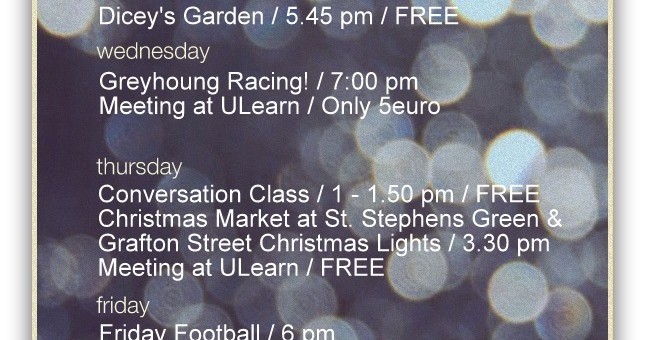 Dicey's Garden / 5.45 pm / FREE
wednesday
Greyhoung Racing! / 7:00 pm
Meeting at ULearn / Only 5euro
thursday
Conversation Class / 1 - 1.50 pm / FREE
Christmas Market at St. Stephens Green &
Grafton Street Christmas Lights / 3.30 pm
Meeting at ULearn / FREE
friday
Friday Football / 6 pm